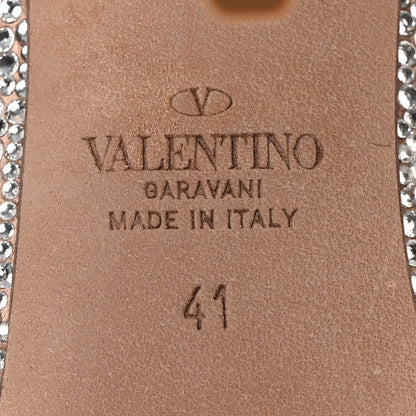 V
VALENTINO
GARAVANI
MADE IN ITALY
41